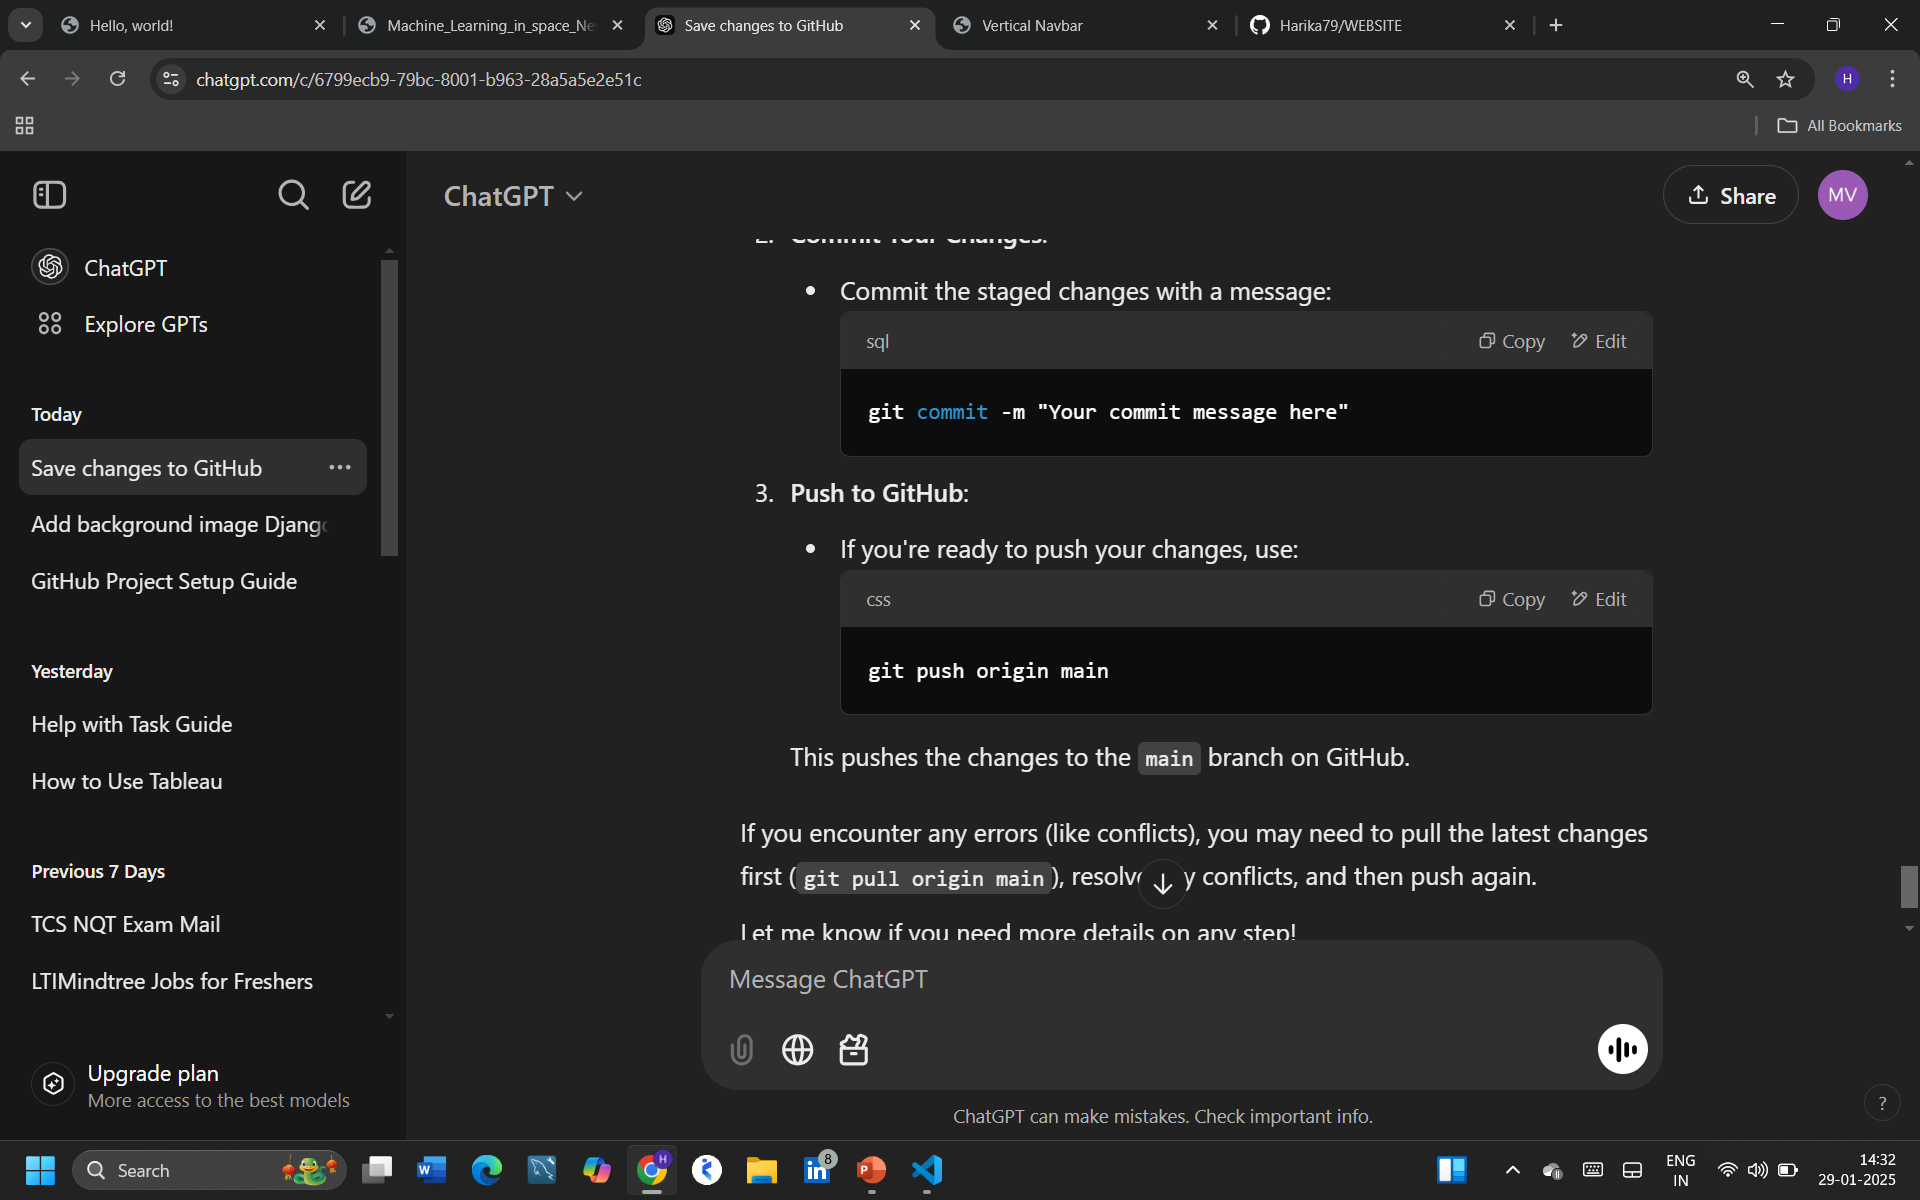 Hello, world!
Machine_Learning_in_space_Ne
Save changes to GitHub
Vertical Navbar
Harika79/WEBSITE
chatgpt.com/c/6799ecb9-79bc-8001-b963-28a5a5e2e51c
H
All Bookmarks
ChatGPT
Share
MV
ChatGPT
Explore GPTs
Today
Save changes to GitHub
Add background image Django
GitHub Project Setup Guide
Yesterday
Help with Task Guide
How to Use Tableau
Previous 7 Days
TCS NQT Exam Mail
LTIMindtree Jobs for Freshers
Upgrade plan
More access to the best models
2. Commit Your Changes:
• Commit the staged changes with a message:
sql
Copy
Edit
git commit -m "Your commit message here"
3. Push to GitHub:
• If you're ready to push your changes, use:
css
Copy
Edit
git push origin main
This pushes the changes to the main branch on GitHub.
If you encounter any errors (like conflicts), you may need to pull the latest changes
first (git pull origin main), resolve y conflicts, and then push again.
Let me know if you need more details on any step!
Message ChatGPT
ChatGPT can make mistakes. Check important info.
?
Search
H
8
ENG
IN
14:32
29-01-2025